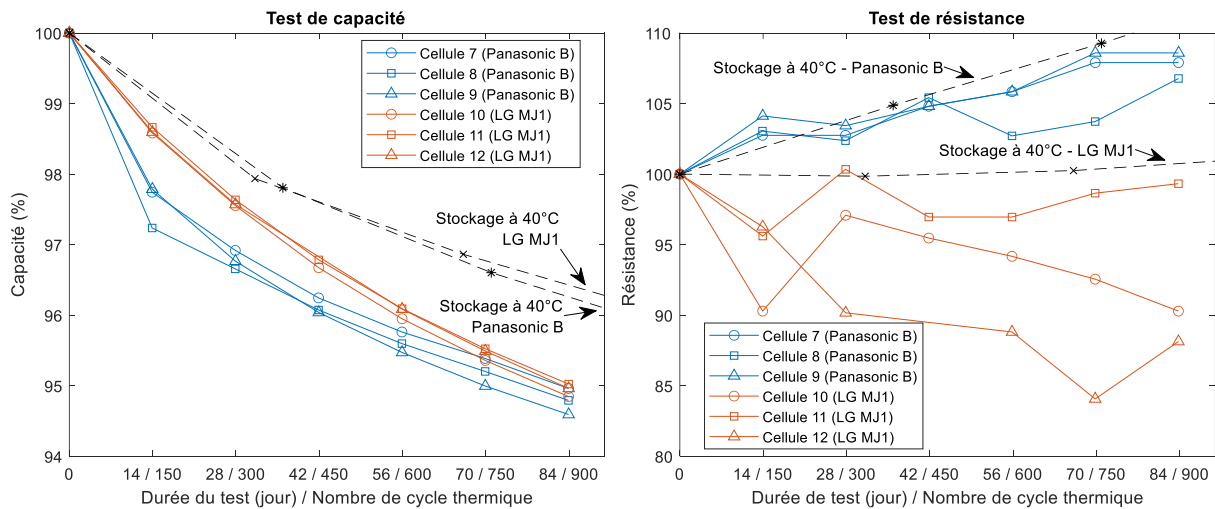 Test de capacité
100
99
98
97
96
95
94
Capacité (%)
Cellule 7 (Panasonic B)
Cellule 8 (Panasonic B)
Cellule 9 (Panasonic B)
Cellule 10 (LG MJ1)
Cellule 11 (LG MJ1)
Cellule 12 (LG MJ1)
Stockage à 40°C
LG MJ1
Stockage à 40°C
Panasonic B
0
14 / 150
28 / 300
42 / 450
56 / 600
70 / 750
84 / 900
Durée du test (jour) / Nombre de cycle thermique
Test de résistance
110
105
100
95
90
85
80
Résistance (%)
Stockage à 40°C - Panasonic B
Stockage à 40°C - LG MJ1
Cellule 7 (Panasonic B)
Cellule 8 (Panasonic B)
Cellule 9 (Panasonic B)
Cellule 10 (LG MJ1)
Cellule 11 (LG MJ1)
Cellule 12 (LG MJ1)
0
14 / 150
28 / 300
42 / 450
56 / 600
70 / 750
84 / 900
Durée de test (jour) / Nombre de cycle thermique